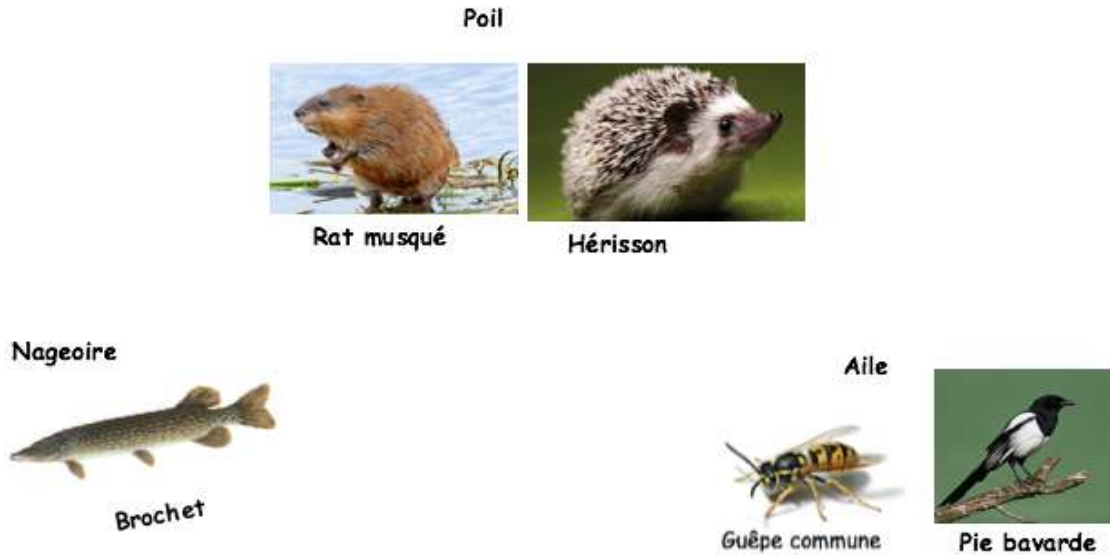 Poil
Rat musqué
Hérisson
Nageoire
Brochet
Aile
Guêpe commune
Pie bavarde